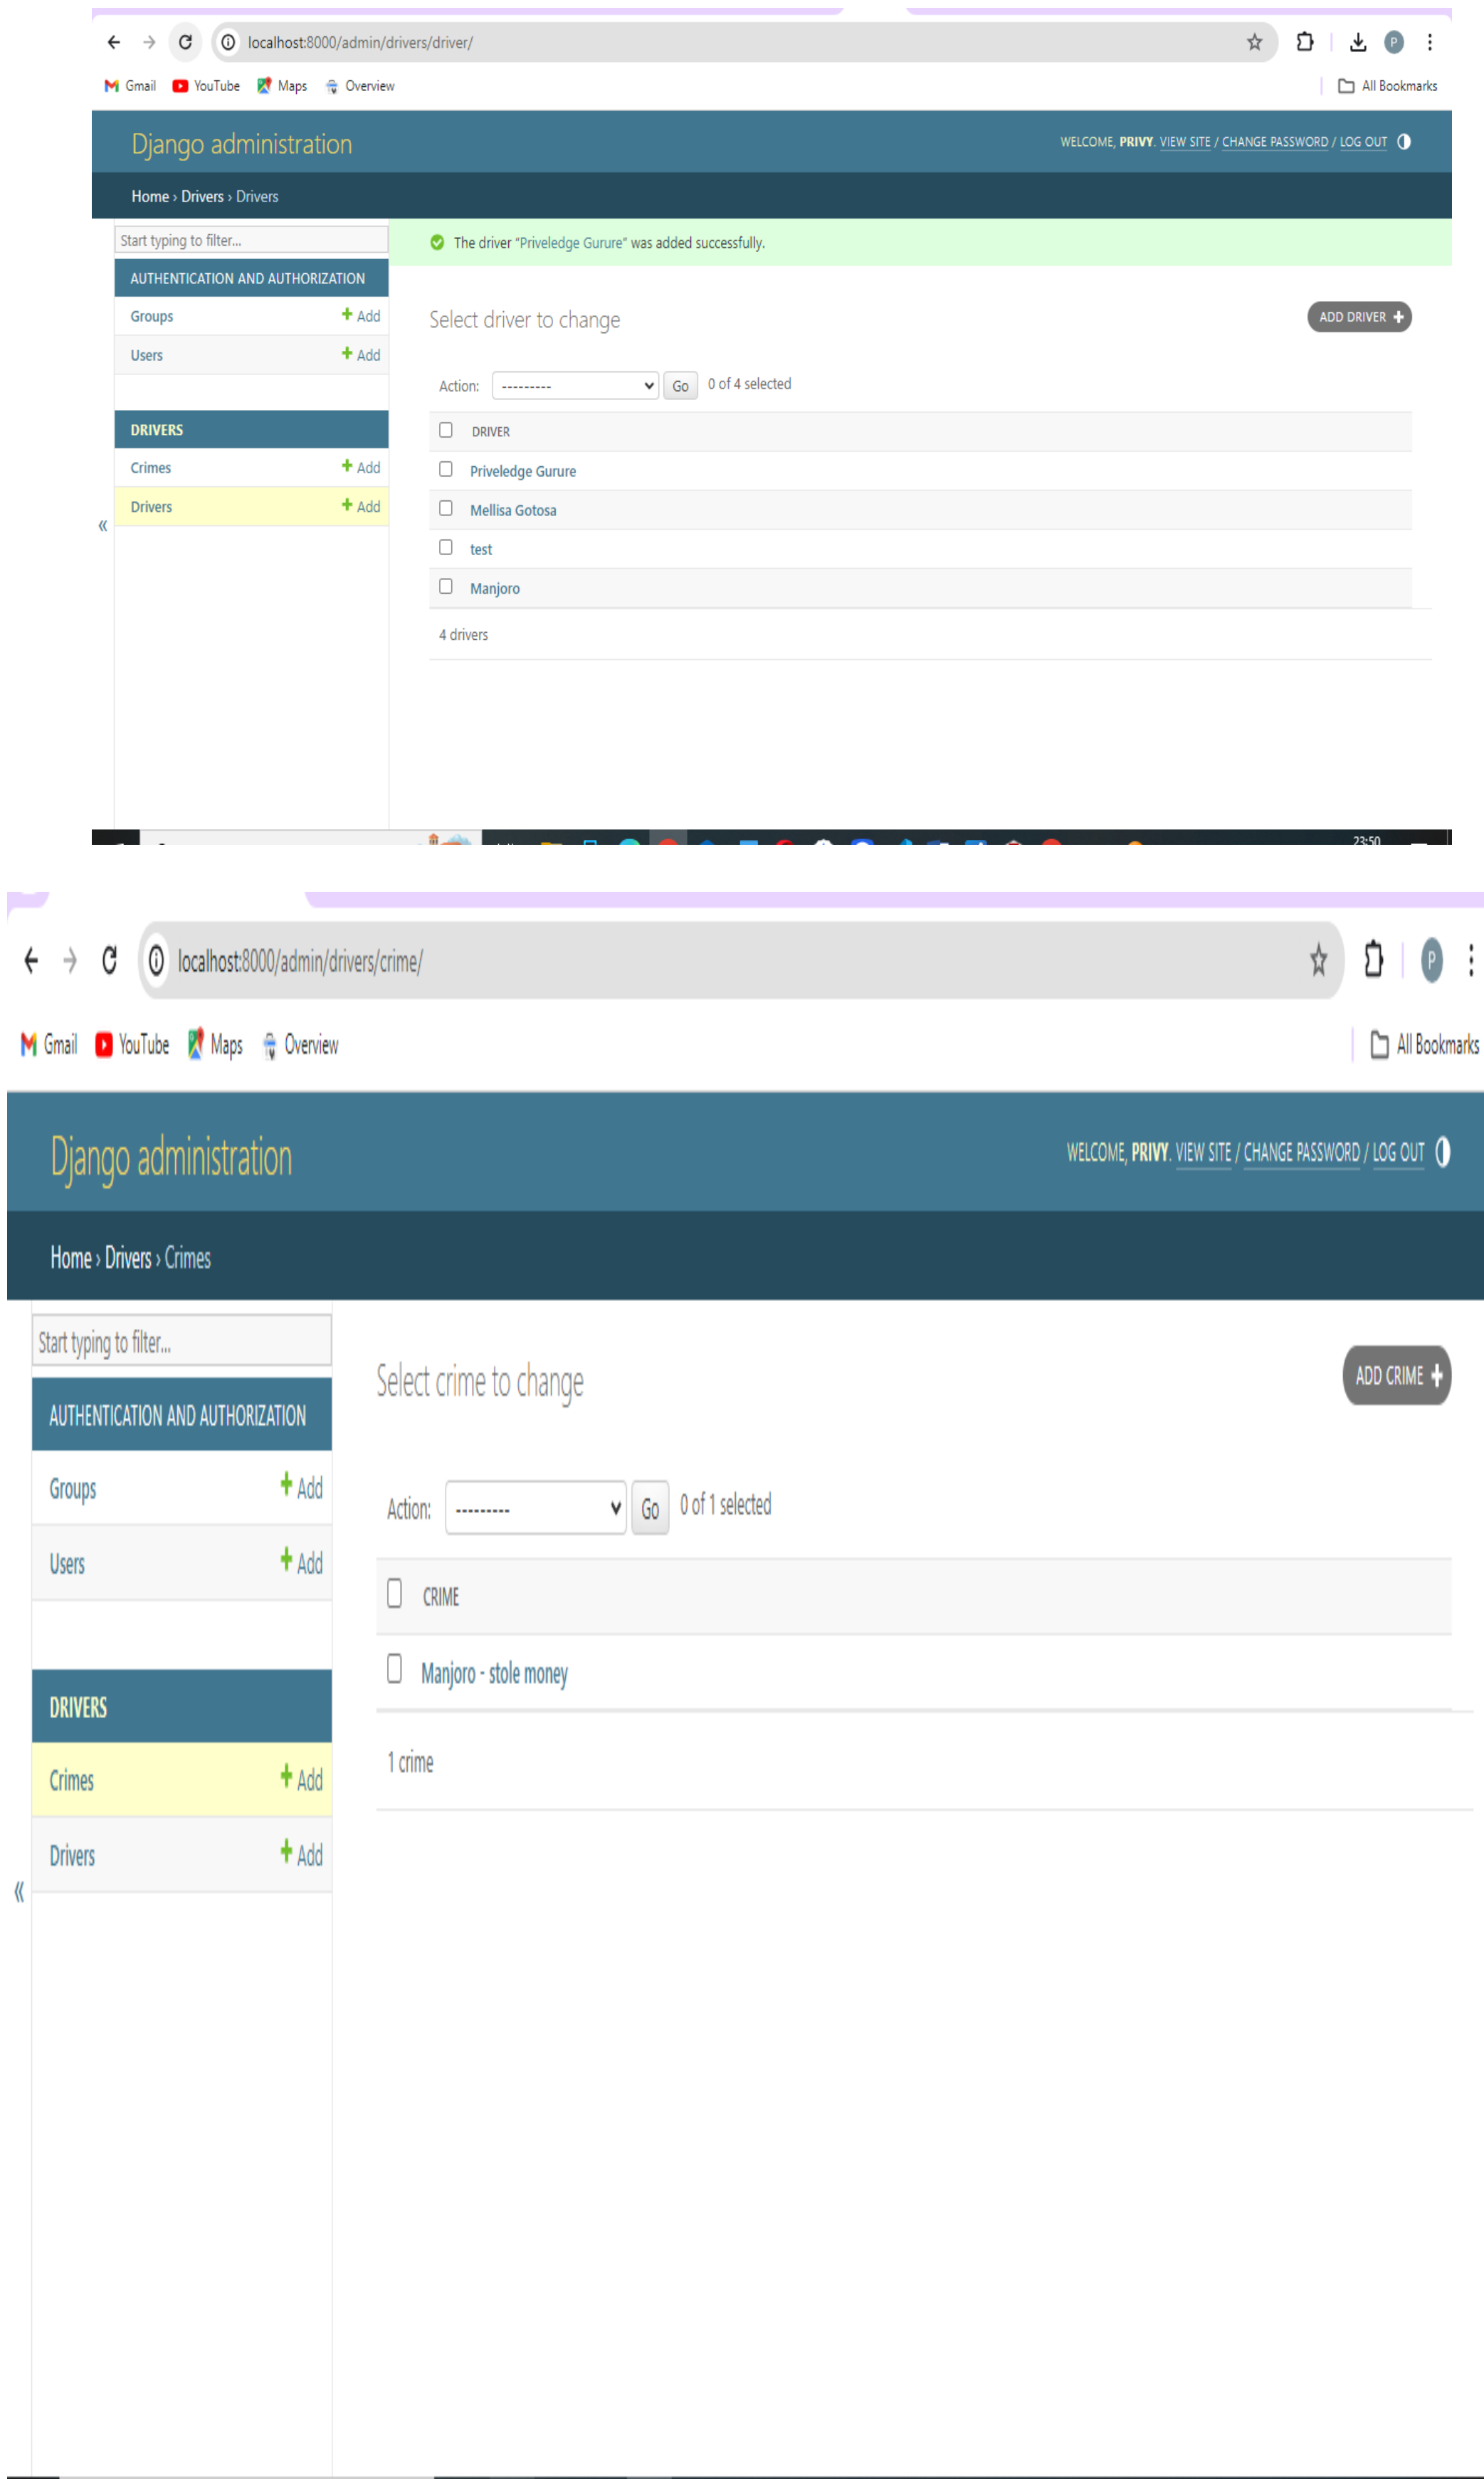 localhost:8000/admin/drivers/driver/
Gmail YouTube Maps Overview All Bookmarks
Django administration WELCOME, PRIVY. VIEW SITE / CHANGE PASSWORD / LOG OUT
Home › Drivers › Drivers
Start typing to filter... The driver “Priveledge Gurure” was added successfully.
AUTHENTICATION AND AUTHORIZATION
Groups + Add Select driver to change ADD DRIVER +
Users + Add
Action: --------- Go 0 of 4 selected
DRIVERS DRIVER
Crimes + Add Priveledge Gurure
Drivers + Add Mellisa Gotosa
«
test
Manjoro
4 drivers
23:50
localhost:8000/admin/drivers/crime/
P
Gmail YouTube Maps Overview All Bookmarks
Django administration WELCOME, PRIVY. VIEW SITE / CHANGE PASSWORD / LOG OUT
Home › Drivers › Crimes
Start typing to filter...
Select crime to change ADD CRIME +
AUTHENTICATION AND AUTHORIZATION
Groups + Add Action: --------- Go 0 of 1 selected
Users + Add
CRIME
Manjoro - stole money
DRIVERS
Crimes + Add 1 crime
Drivers + Add
«